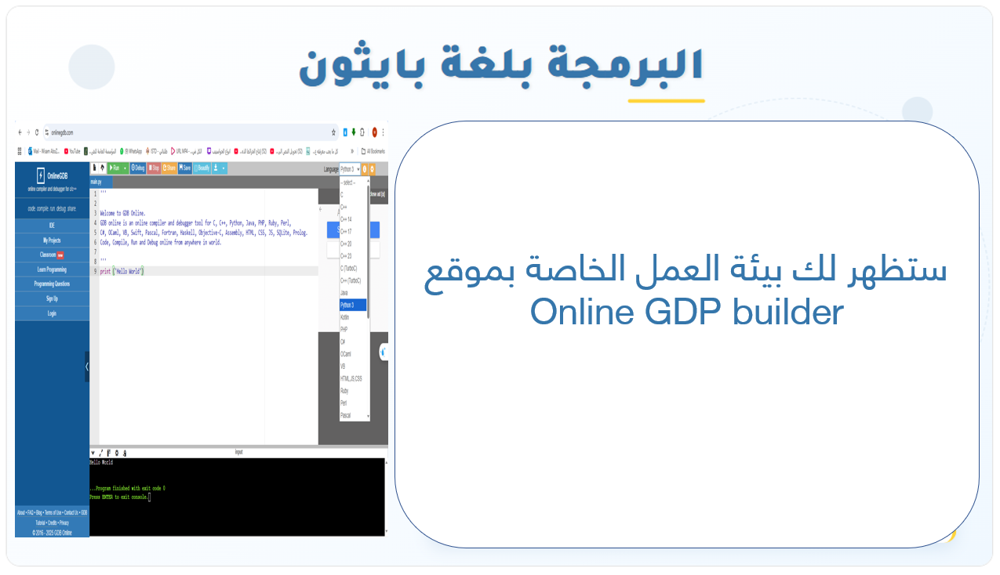 البرمجة بلغة بايثون
ستظهر لك بيئة العمل الخاصة بموقع
Online GDP builder
onlinegdb.com
YouTube
WhatsApp
All Bookmarks
OnlineGDB
online compiler and debugger for c/c++
code. compile. run. debug. share.
IDE
My Projects
Classroom new
Learn Programming
Programming Questions
Sign Up
Login
About • FAQ • Blog • Terms of Use • Contact Us • GDB
Tutorial • Credits • Privacy
© 2016 - 2025 GDB Online
Run Debug Stop Share Save { } Beautify
Language Python 3
main.py
1 '''
2
3 Welcome to GDB Online.
4 GDB online is an online compiler and debugger tool for C, C++, Python, Java, PHP, Ruby, Perl,
5 C#, OCaml, VB, Swift, Pascal, Fortran, Haskell, Objective-C, Assembly, HTML, CSS, JS, SQLite, Prolog.
6 Code, Compile, Run and Debug online from anywhere in world.
7
8 '''
9 print ('Hello World')
-- select --
C
C++
C++ 14
C++ 17
C++ 20
C++ 23
C (TurboC)
C++ (TurboC)
Java
Python 3
Kotlin
PHP
C#
OCaml
VB
HTML,JS,CSS
Ruby
Perl
Pascal
input
Hello World
...Program finished with exit code 0
Press ENTER to exit console.